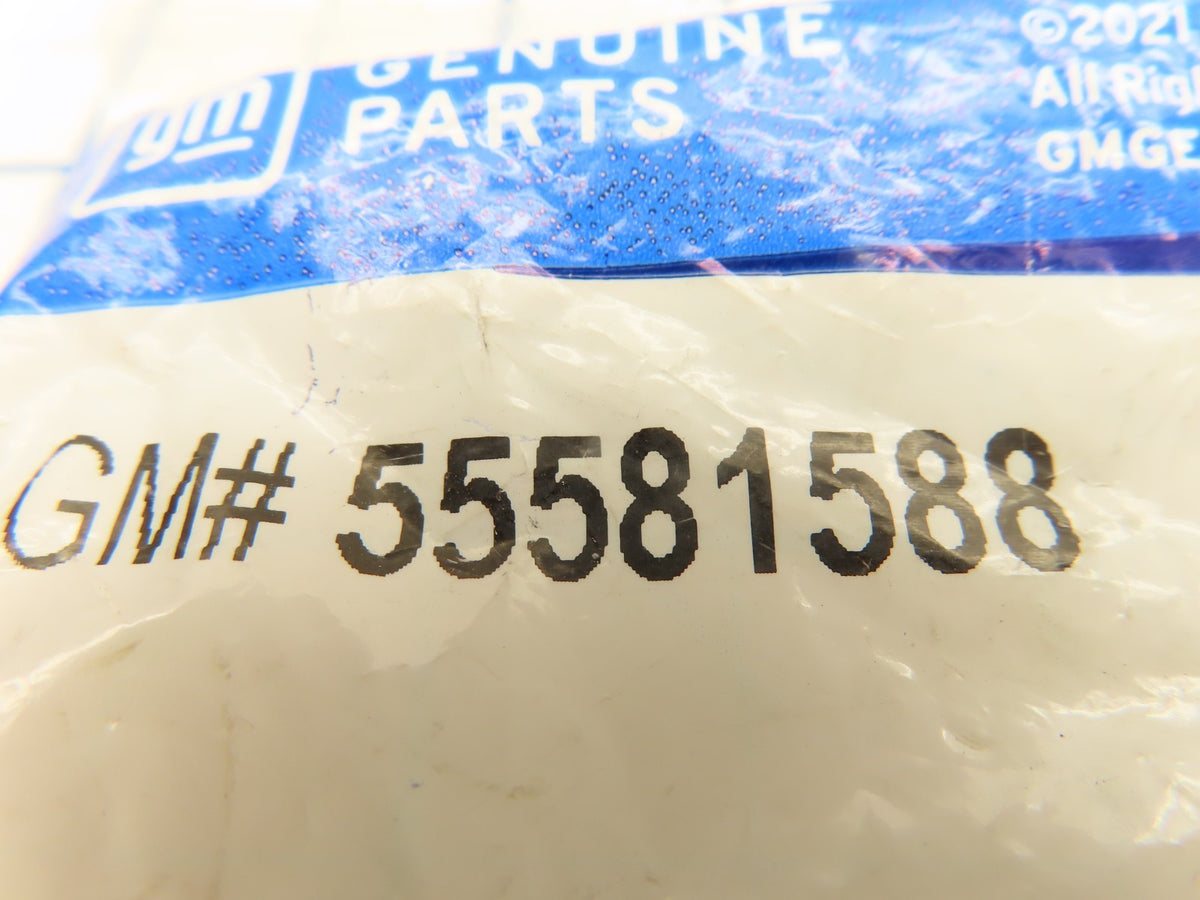 gm
GENUINE
PARTS
©2021
All Rig
GMGE
GM# 55581588